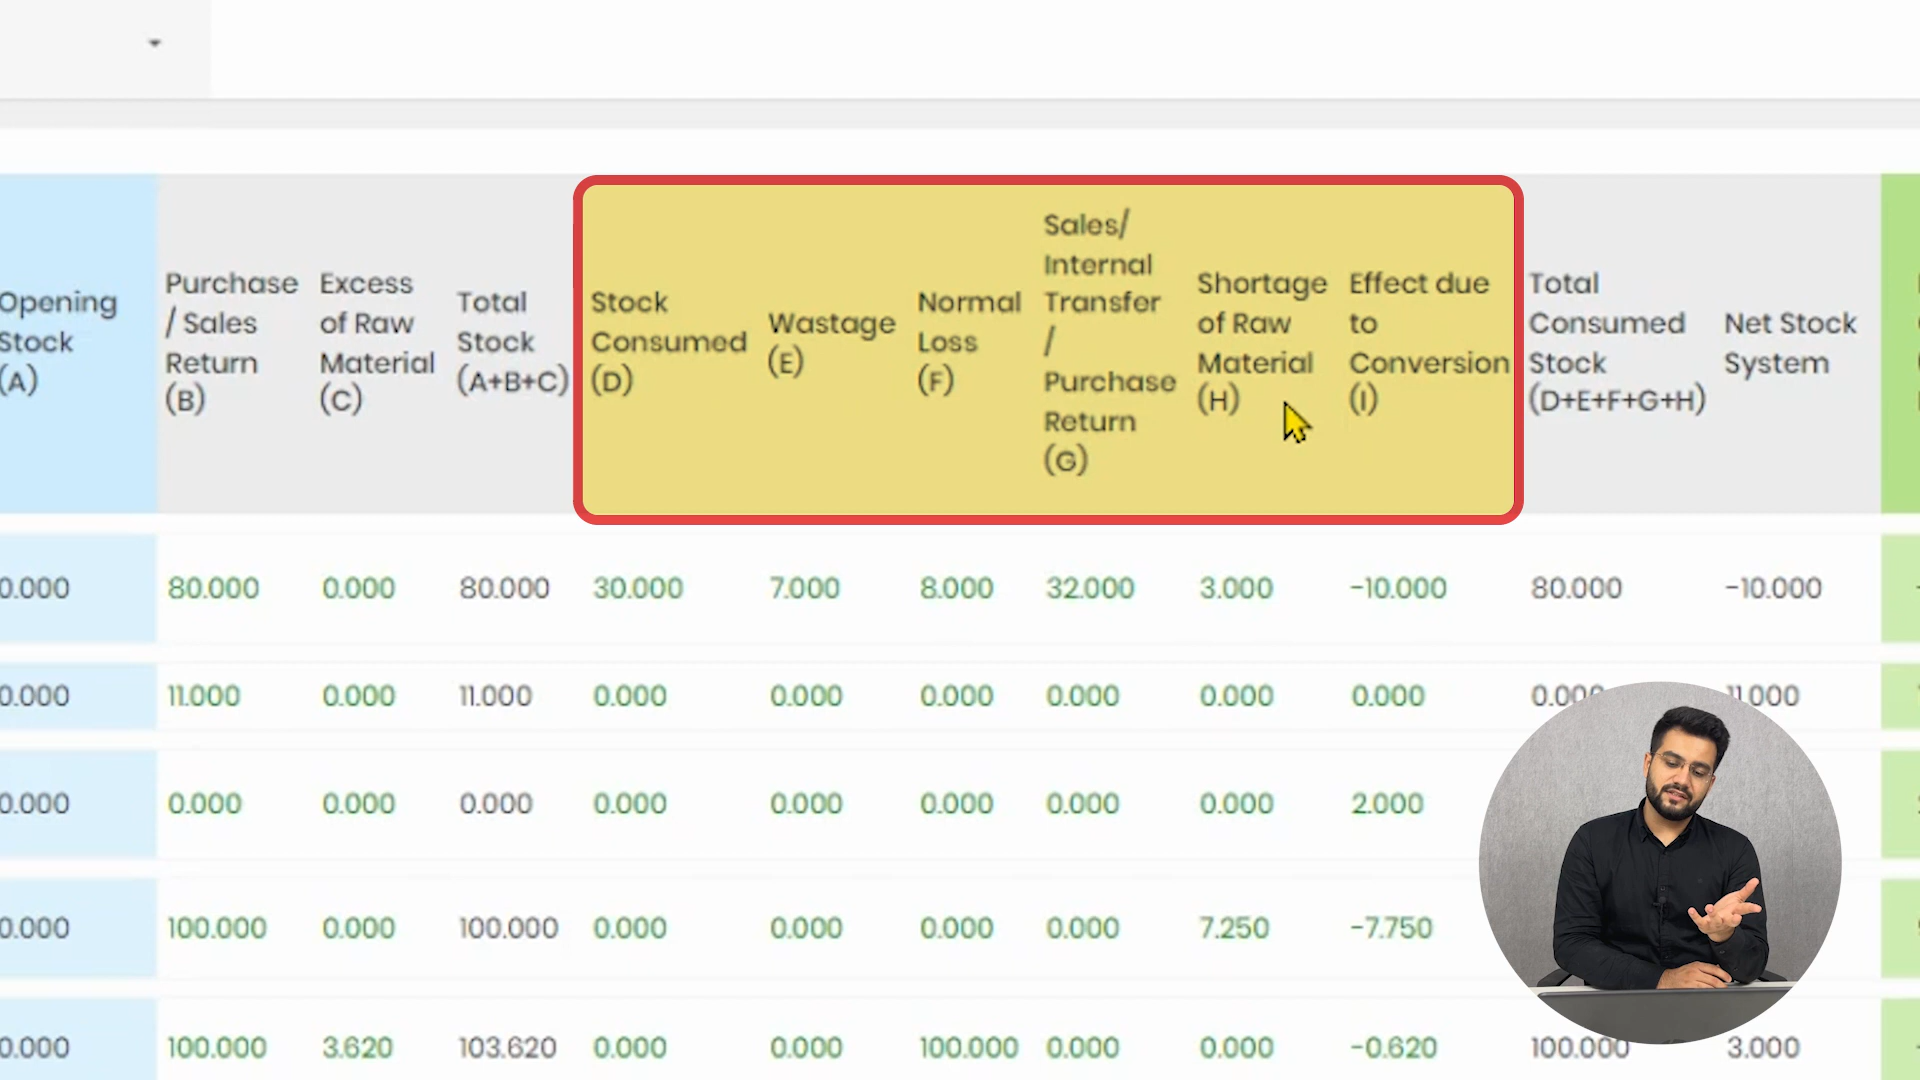 Opening
Stock
(A)
Purchase
/ Sales
Return
(B)
Excess
of Raw
Material
(C)
Total
Stock
(A+B+C)
Stock
Consumed
(D)
Wastage
(E)
Normal
Loss
(F)
Sales/
Internal
Transfer
/
Purchase
Return
(G)
Shortage
of Raw
Material
(H)
Effect due
to
Conversion
(I)
Total
Consumed
Stock
(D+E+F+G+H)
Net Stock
System
0.000 80.000 0.000 80.000 30.000 7.000 8.000 32.000 3.000 -10.000 80.000 -10.000
0.000 11.000 0.000 11.000 0.000 0.000 0.000 0.000 0.000 0.000 0.000 11.000
0.000 0.000 0.000 0.000 0.000 0.000 0.000 0.000 0.000 2.000
0.000 100.000 0.000 100.000 0.000 0.000 0.000 0.000 7.250 -7.750
0.000 100.000 3.620 103.620 0.000 0.000 100.000 0.000 0.000 -0.620 100.000 3.000